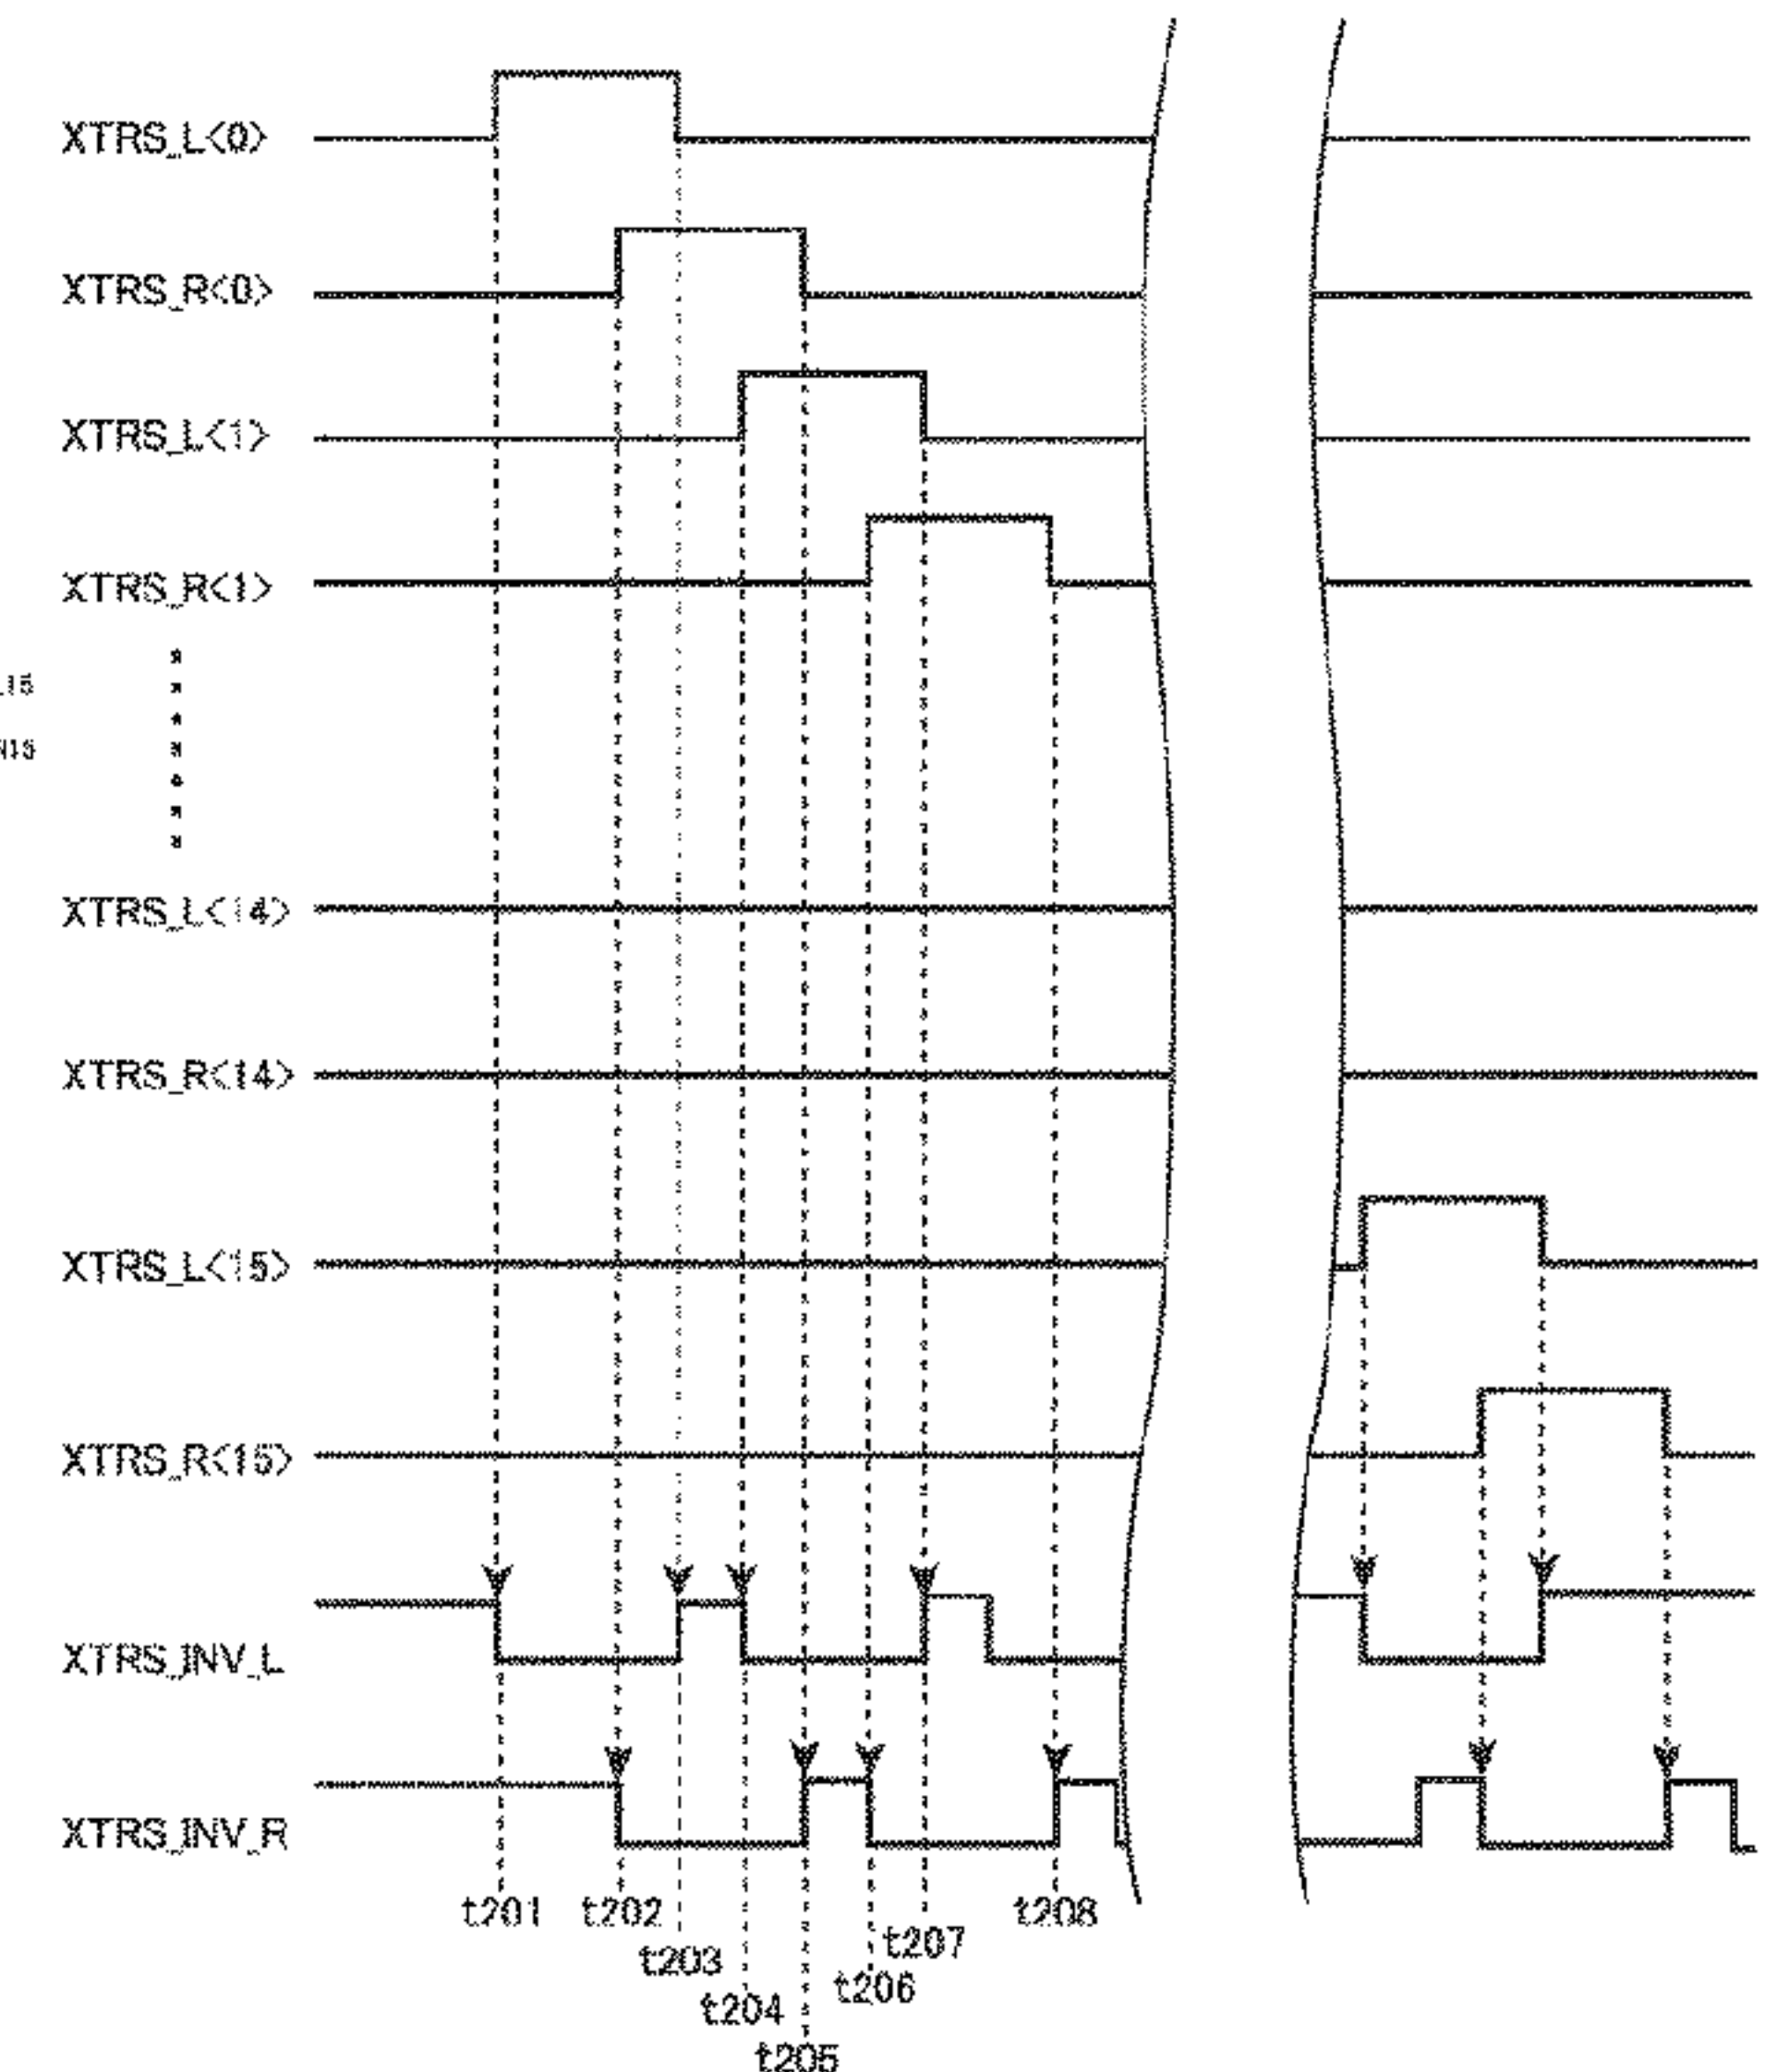 XTRS_L<0>
XTRS_R<0>
XTRS_L<1>
XTRS_R<1>
XTRS_L<14>
XTRS_R<14>
XTRS_L<15>
XTRS_R<15>
XTRS_INV_L
XTRS_INV_R
t201
t202
t203
t204
t205
t206
t207
t208